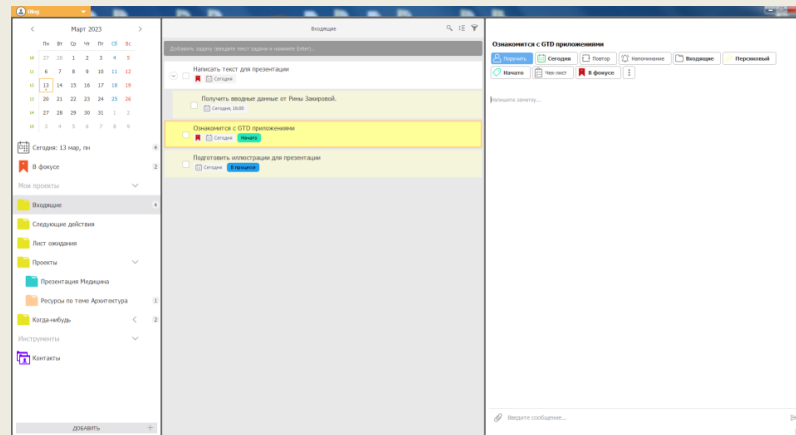 Oleg
Март 2023
Пн Вт Ср Чт Пт Сб Вс
27 28 1 2 3 4 5
6 7 8 9 10 11 12
13 14 15 16 17 18 19
20 21 22 23 24 25 26
27 28 29 30 31 1 2
3 4 5 6 7 8 9
Сегодня: 13 мар, пн
В фокусе 2
Мои проекты
Входящие
Следующие действия
Лист ожидания
Проекты
Презентация Медицина
Ресурсы по теме Архитектура 1
Когда-нибудь 2
Инструменты
Контакты
ДОБАВИТЬ
Входящие
Добавить задачу (введите текст задачи и нажмите Enter)...
Написать текст для презентации
Сегодня
Получить вводные данные от Рины Закировой.
Сегодня, 16:00
Ознакомится с GTD приложениями
Сегодня Начато
Подготовить иллюстрации для презентации
Сегодня В процессе
Ознакомится с GTD приложениями
Поручить Сегодня Повтор Напоминание Входящие Персиковый
Начато Чек-лист В фокусе
Напишите заметку...
Введите сообщение...